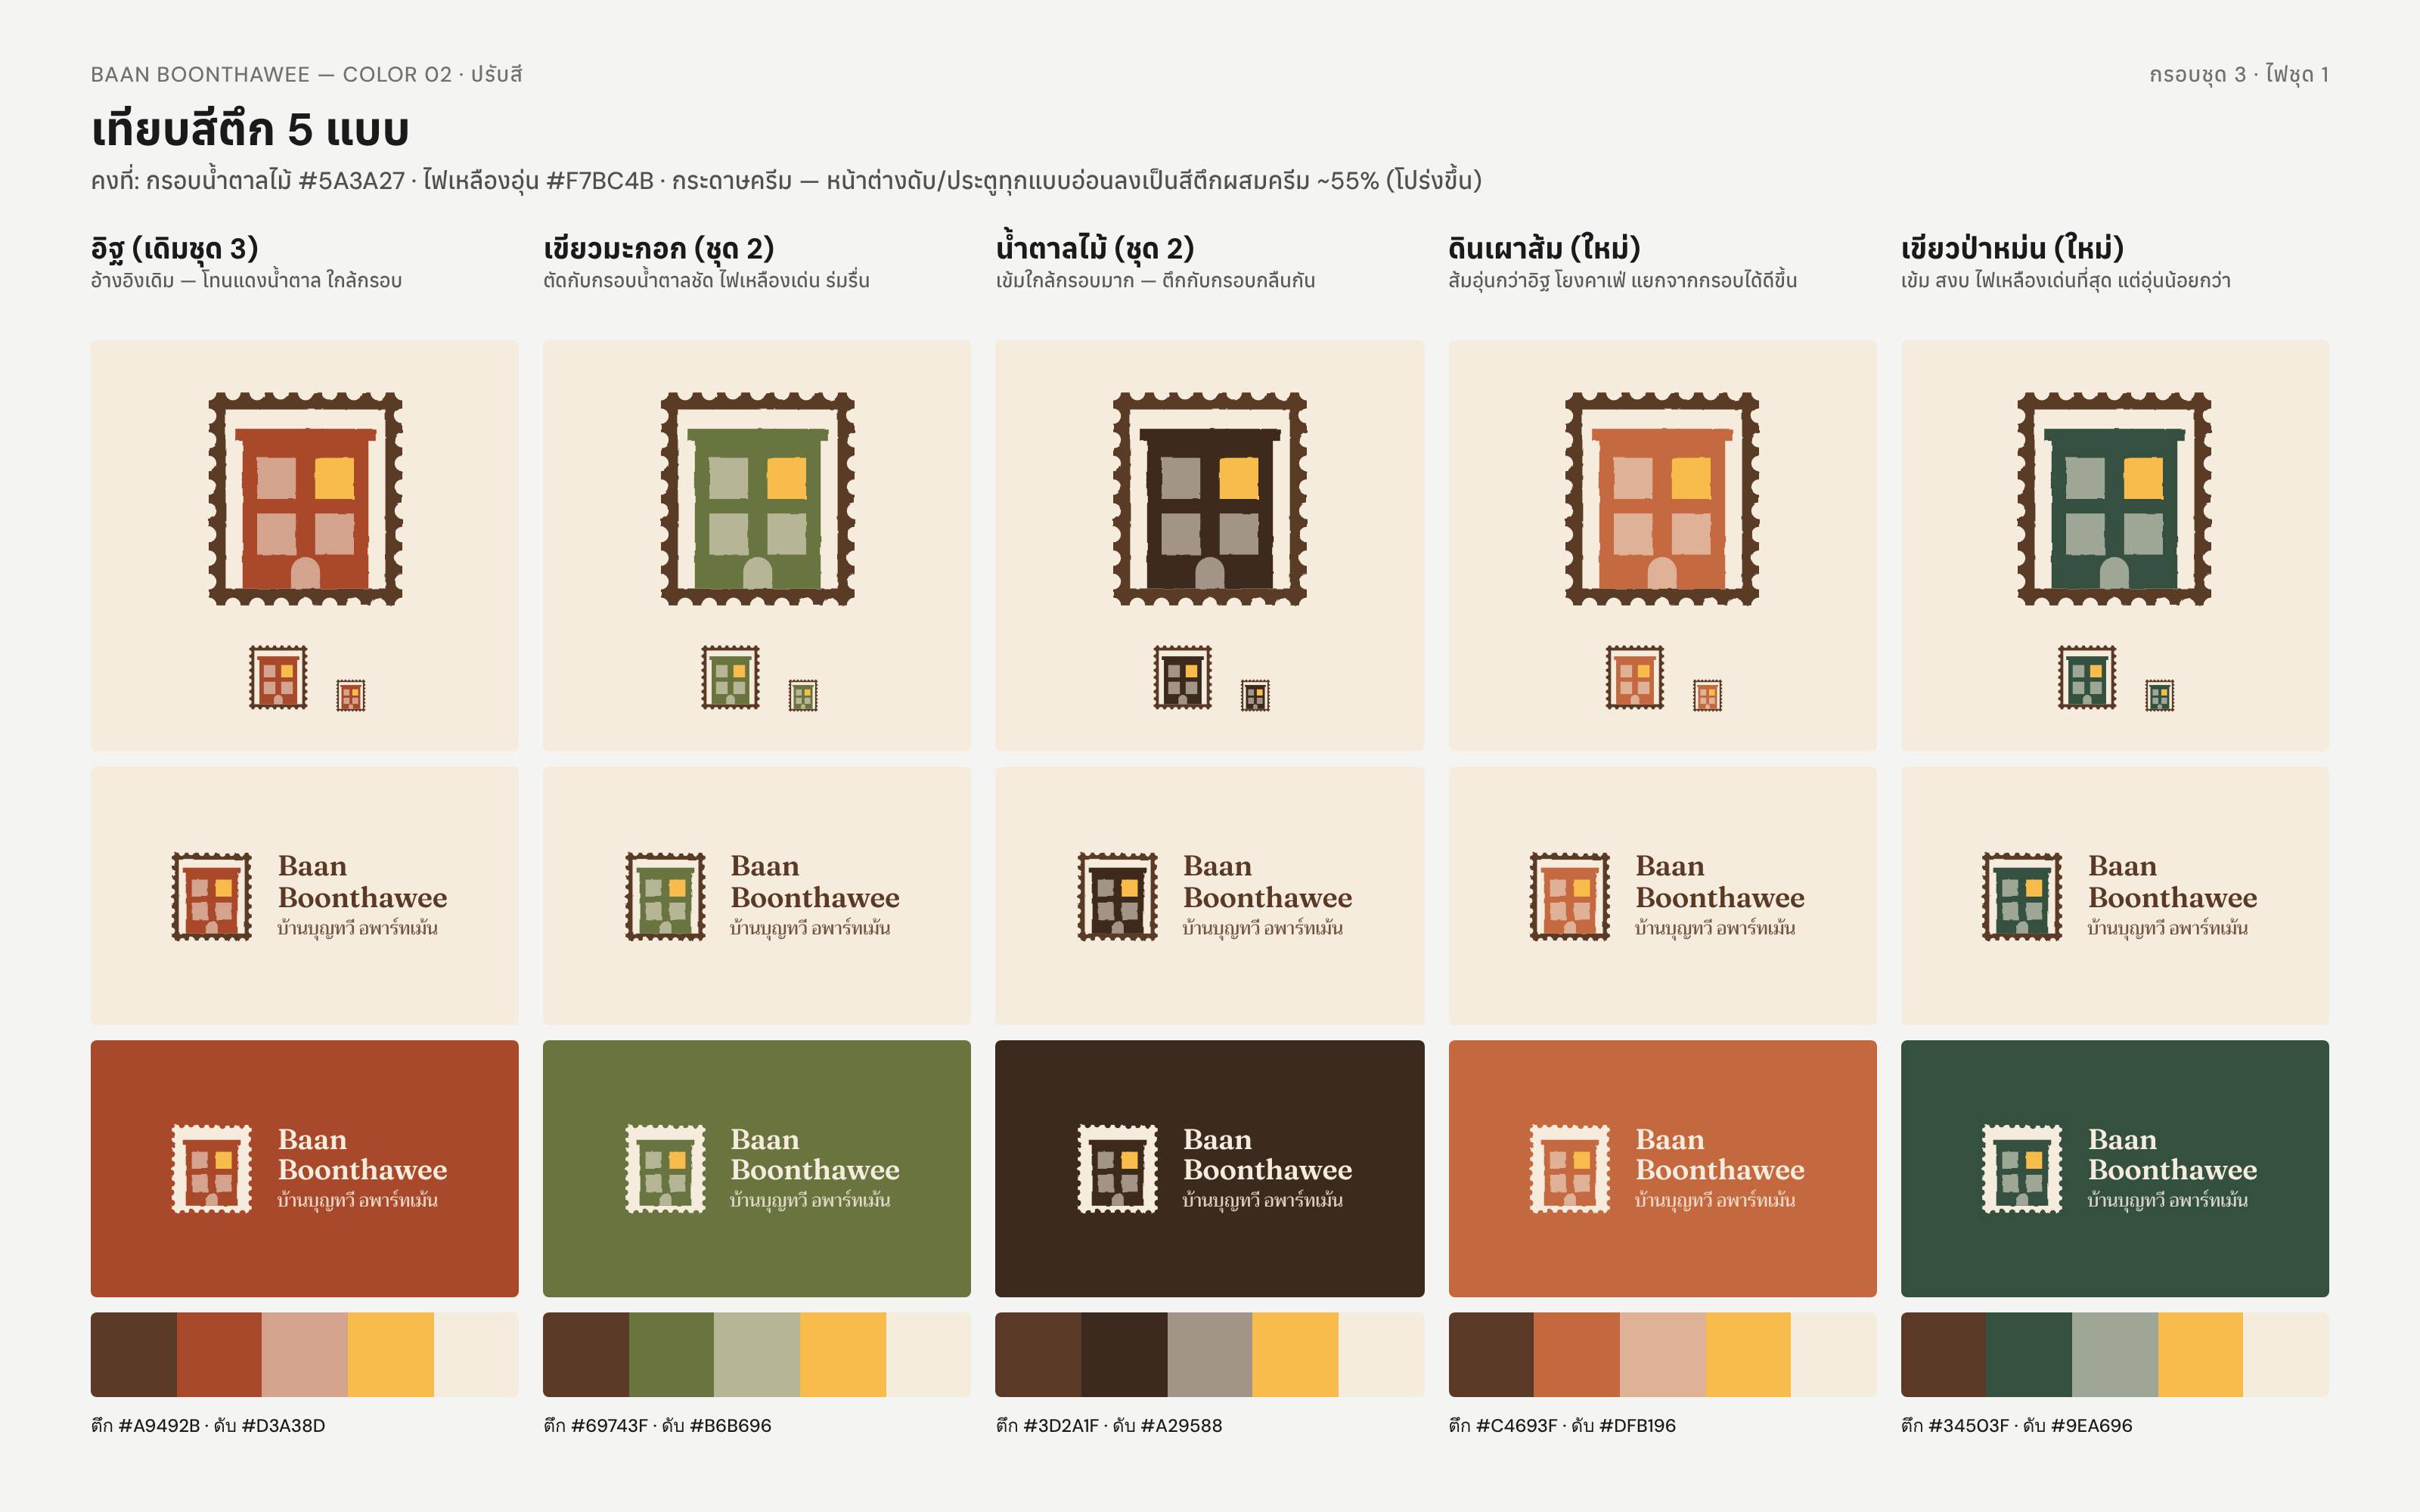 BAAN BOONTHAWEE — COLOR 02 · ปรับสี
กรอบชุด 3 · ไฟชุด 1
เทียบสีตึก 5 แบบ
คงที่: กรอบน้ำตาลไม้ #5A3A27 · ไฟเหลืองอุ่น #F7BC4B · กระดาษครีม — หน้าต่างดับ/ประตูทุกแบบอ่อนลงเป็นสีตึกผสมครีม ~55% (โปร่งขึ้น)
อิฐ (เดิมชุด 3)
อ้างอิงเดิม — โทนแดงน้ำตาล ใกล้กรอบ
เขียวมะกอก (ชุด 2)
ตัดกับกรอบน้ำตาลชัด ไฟเหลืองเด่น ร่มรื่น
น้ำตาลไม้ (ชุด 2)
เข้มใกล้กรอบมาก — ตึกกับกรอบกลืนกัน
ดินเผาส้ม (ใหม่)
ส้มอุ่นกว่าอิฐ โยงคาเฟ่ แยกจากกรอบได้ดีขึ้น
เขียวป่าหม่น (ใหม่)
เข้ม สงบ ไฟเหลืองเด่นที่สุด แต่อุ่นน้อยกว่า
Baan
Boonthawee
บ้านบุญทวี อพาร์ทเม้น
Baan
Boonthawee
บ้านบุญทวี อพาร์ทเม้น
Baan
Boonthawee
บ้านบุญทวี อพาร์ทเม้น
Baan
Boonthawee
บ้านบุญทวี อพาร์ทเม้น
Baan
Boonthawee
บ้านบุญทวี อพาร์ทเม้น
Baan
Boonthawee
บ้านบุญทวี อพาร์ทเม้น
Baan
Boonthawee
บ้านบุญทวี อพาร์ทเม้น
Baan
Boonthawee
บ้านบุญทวี อพาร์ทเม้น
Baan
Boonthawee
บ้านบุญทวี อพาร์ทเม้น
Baan
Boonthawee
บ้านบุญทวี อพาร์ทเม้น
ตึก #A9492B · ดับ #D3A38D
ตึก #69743F · ดับ #B6B696
ตึก #3D2A1F · ดับ #A29588
ตึก #C4693F · ดับ #DFB196
ตึก #34503F · ดับ #9EA696